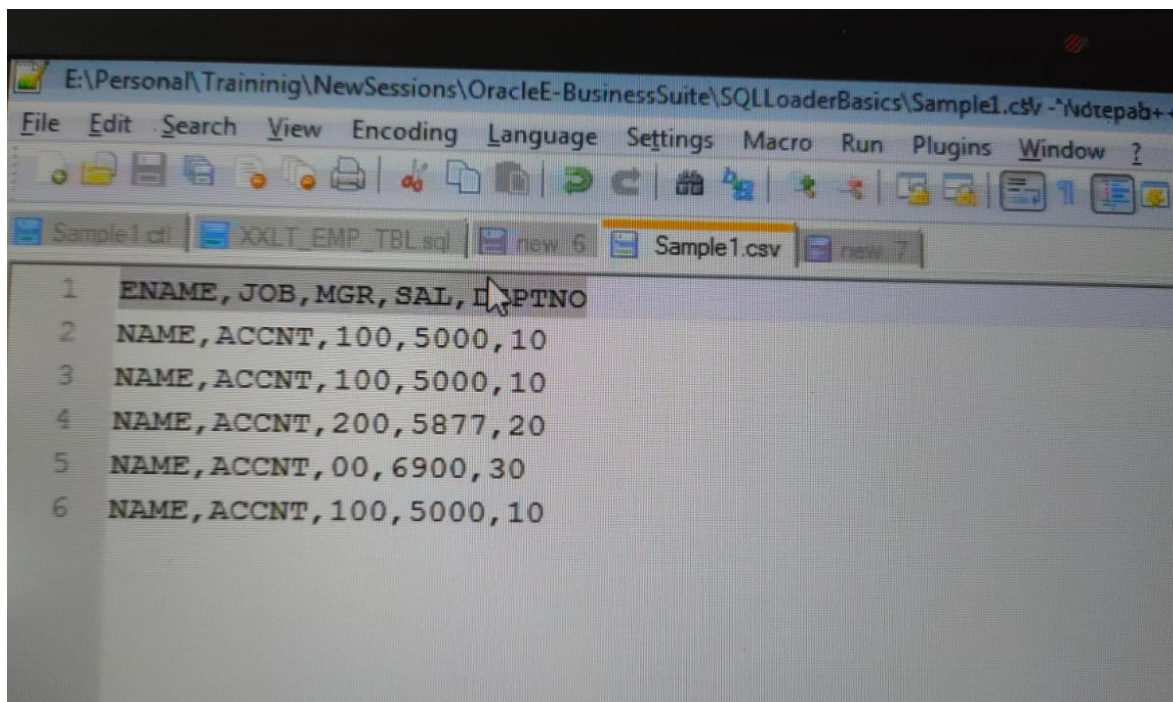 E:\Personal\Traininig\NewSessions\OracleE-BusinessSuite\SQLLoaderBasics\Sample1.csv - Notepad++
File Edit Search View Encoding Language Settings Macro Run Plugins Window ?
Sample1.ctl XXLT_EMP_TBL.sql new 6 Sample1.csv new 7
1 ENAME,JOB,MGR,SAL,DEPTNO
2 NAME,ACCNT,100,5000,10
3 NAME,ACCNT,100,5000,10
4 NAME,ACCNT,200,5877,20
5 NAME,ACCNT,00,6900,30
6 NAME,ACCNT,100,5000,10